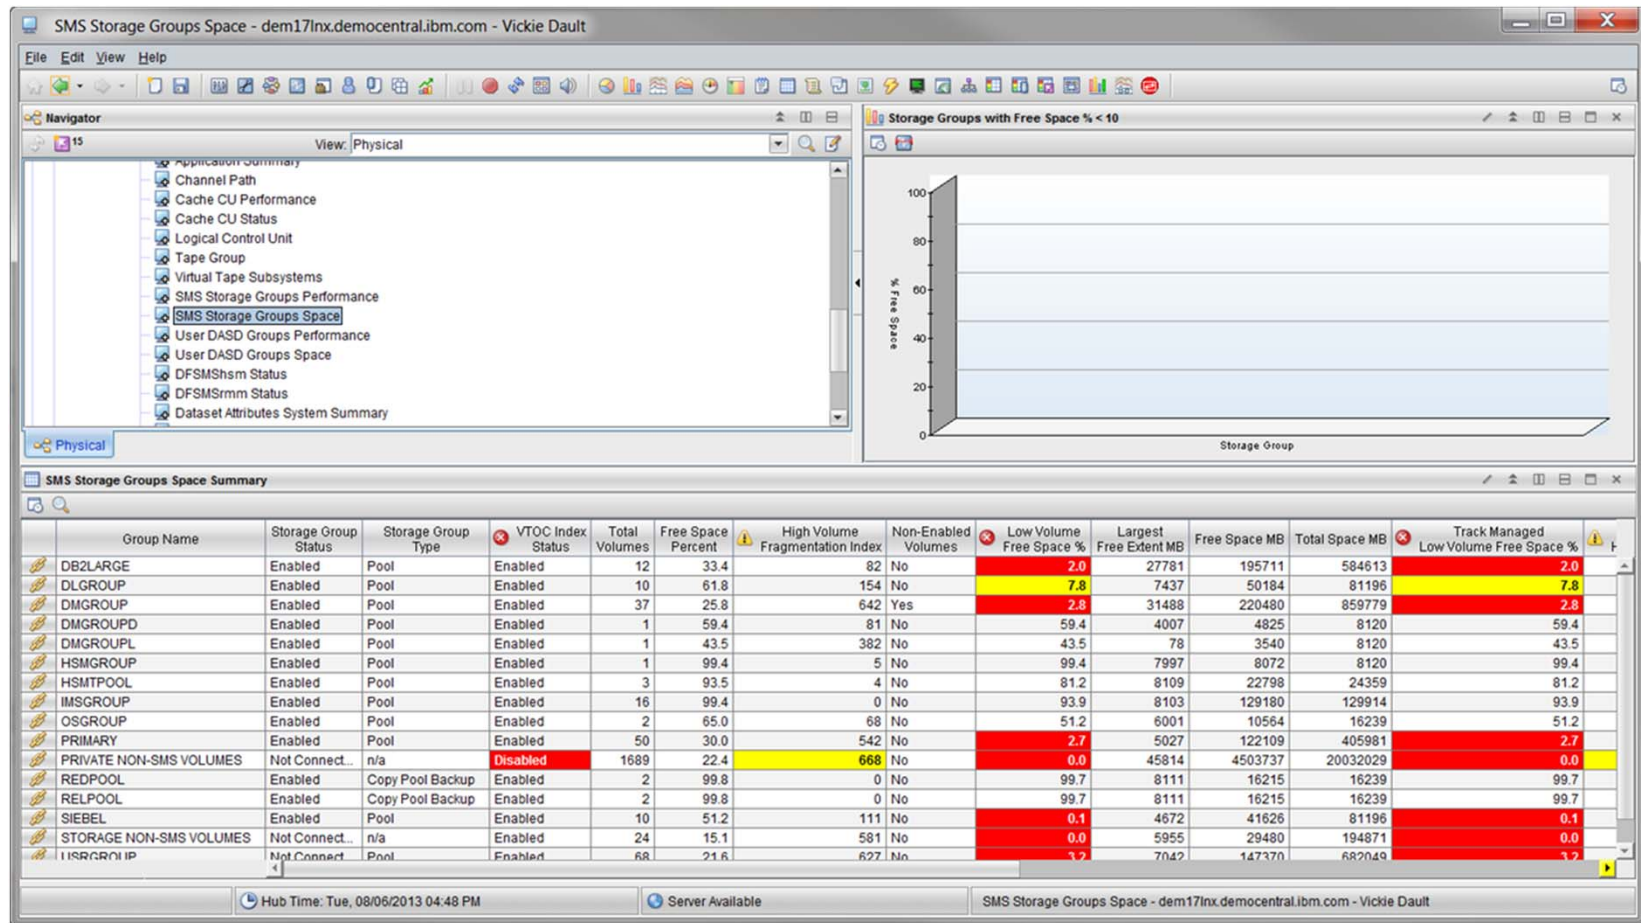 SMS Storage Groups Space - dem17lnx.democentral.ibm.com - Vickie Dault
File Edit View Help
Navigator
15
View: Physical
Application Summary
Channel Path
Cache CU Performance
Cache CU Status
Logical Control Unit
Tape Group
Virtual Tape Subsystems
SMS Storage Groups Performance
SMS Storage Groups Space
User DASD Groups Performance
User DASD Groups Space
DFSMShsm Status
DFSMSrmm Status
Dataset Attributes System Summary
Physical
Storage Groups with Free Space % < 10
100
80
60
40
20
0
% Free Space
Storage Group
SMS Storage Groups Space Summary
Group Name Storage Group Status Storage Group Type VTOC Index Status Total Volumes Free Space Percent High Volume Fragmentation Index Non-Enabled Volumes Low Volume Free Space % Largest Free Extent MB Free Space MB Total Space MB Track Managed Low Volume Free Space %
DB2LARGE Enabled Pool Enabled 12 33.4 82 No 2.0 27781 195711 584613 2.0
DLGROUP Enabled Pool Enabled 10 61.8 154 No 7.8 7437 50184 81196 7.8
DMGROUP Enabled Pool Enabled 37 25.8 642 Yes 2.8 31488 220480 859779 2.8
DMGROUPD Enabled Pool Enabled 1 59.4 81 No 59.4 4007 4825 8120 59.4
DMGROUPL Enabled Pool Enabled 1 43.5 382 No 43.5 78 3540 8120 43.5
HSMGROUP Enabled Pool Enabled 1 99.4 5 No 99.4 7997 8072 8120 99.4
HSMTPOOL Enabled Pool Enabled 3 93.5 4 No 81.2 8109 22798 24359 81.2
IMSGROUP Enabled Pool Enabled 16 99.4 0 No 93.9 8103 129180 129914 93.9
OSGROUP Enabled Pool Enabled 2 65.0 68 No 51.2 6001 10564 16239 51.2
PRIMARY Enabled Pool Enabled 50 30.0 542 No 2.7 5027 122109 405981 2.7
PRIVATE NON-SMS VOLUMES Not Connect... n/a Disabled 1689 22.4 668 No 0.0 45814 4503737 20032029 0.0
REDPOOL Enabled Copy Pool Backup Enabled 2 99.8 0 No 99.7 8111 16215 16239 99.7
RELPOOL Enabled Copy Pool Backup Enabled 2 99.8 0 No 99.7 8111 16215 16239 99.7
SIEBEL Enabled Pool Enabled 10 51.2 111 No 0.1 4672 41626 81196 0.1
STORAGE NON-SMS VOLUMES Not Connect... n/a Enabled 24 15.1 581 No 0.0 5955 29480 194871 0.0
USRGROUP Not Connect Pool Enabled 68 21.6 627 No 3.2 7042 147370 682049 3.2
Hub Time: Tue, 08/06/2013 04:48 PM
Server Available
SMS Storage Groups Space - dem17lnx.democentral.ibm.com - Vickie Dault